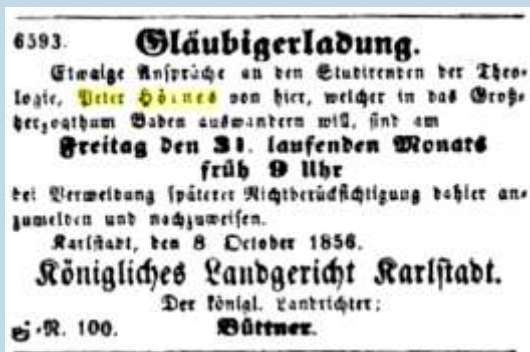 6593. Gläubigerladung.
Etwaige Ansprüche an den Studirenden der Theo-
logie, Peter Hörnes von hier, welcher in das Groß-
herzogthum Baden auswandern will, sind am
Freitag den 31. laufenden Monats
früh 9 Uhr
bei Vermeidung späterer Nichtberücksichtigung dahier an-
zumelden und nachzuweisen.
Karlstadt, den 8 October 1856.
Königliches Landgericht Karlstadt.
Der königl. Landrichter:
-N. 100. Büttner.